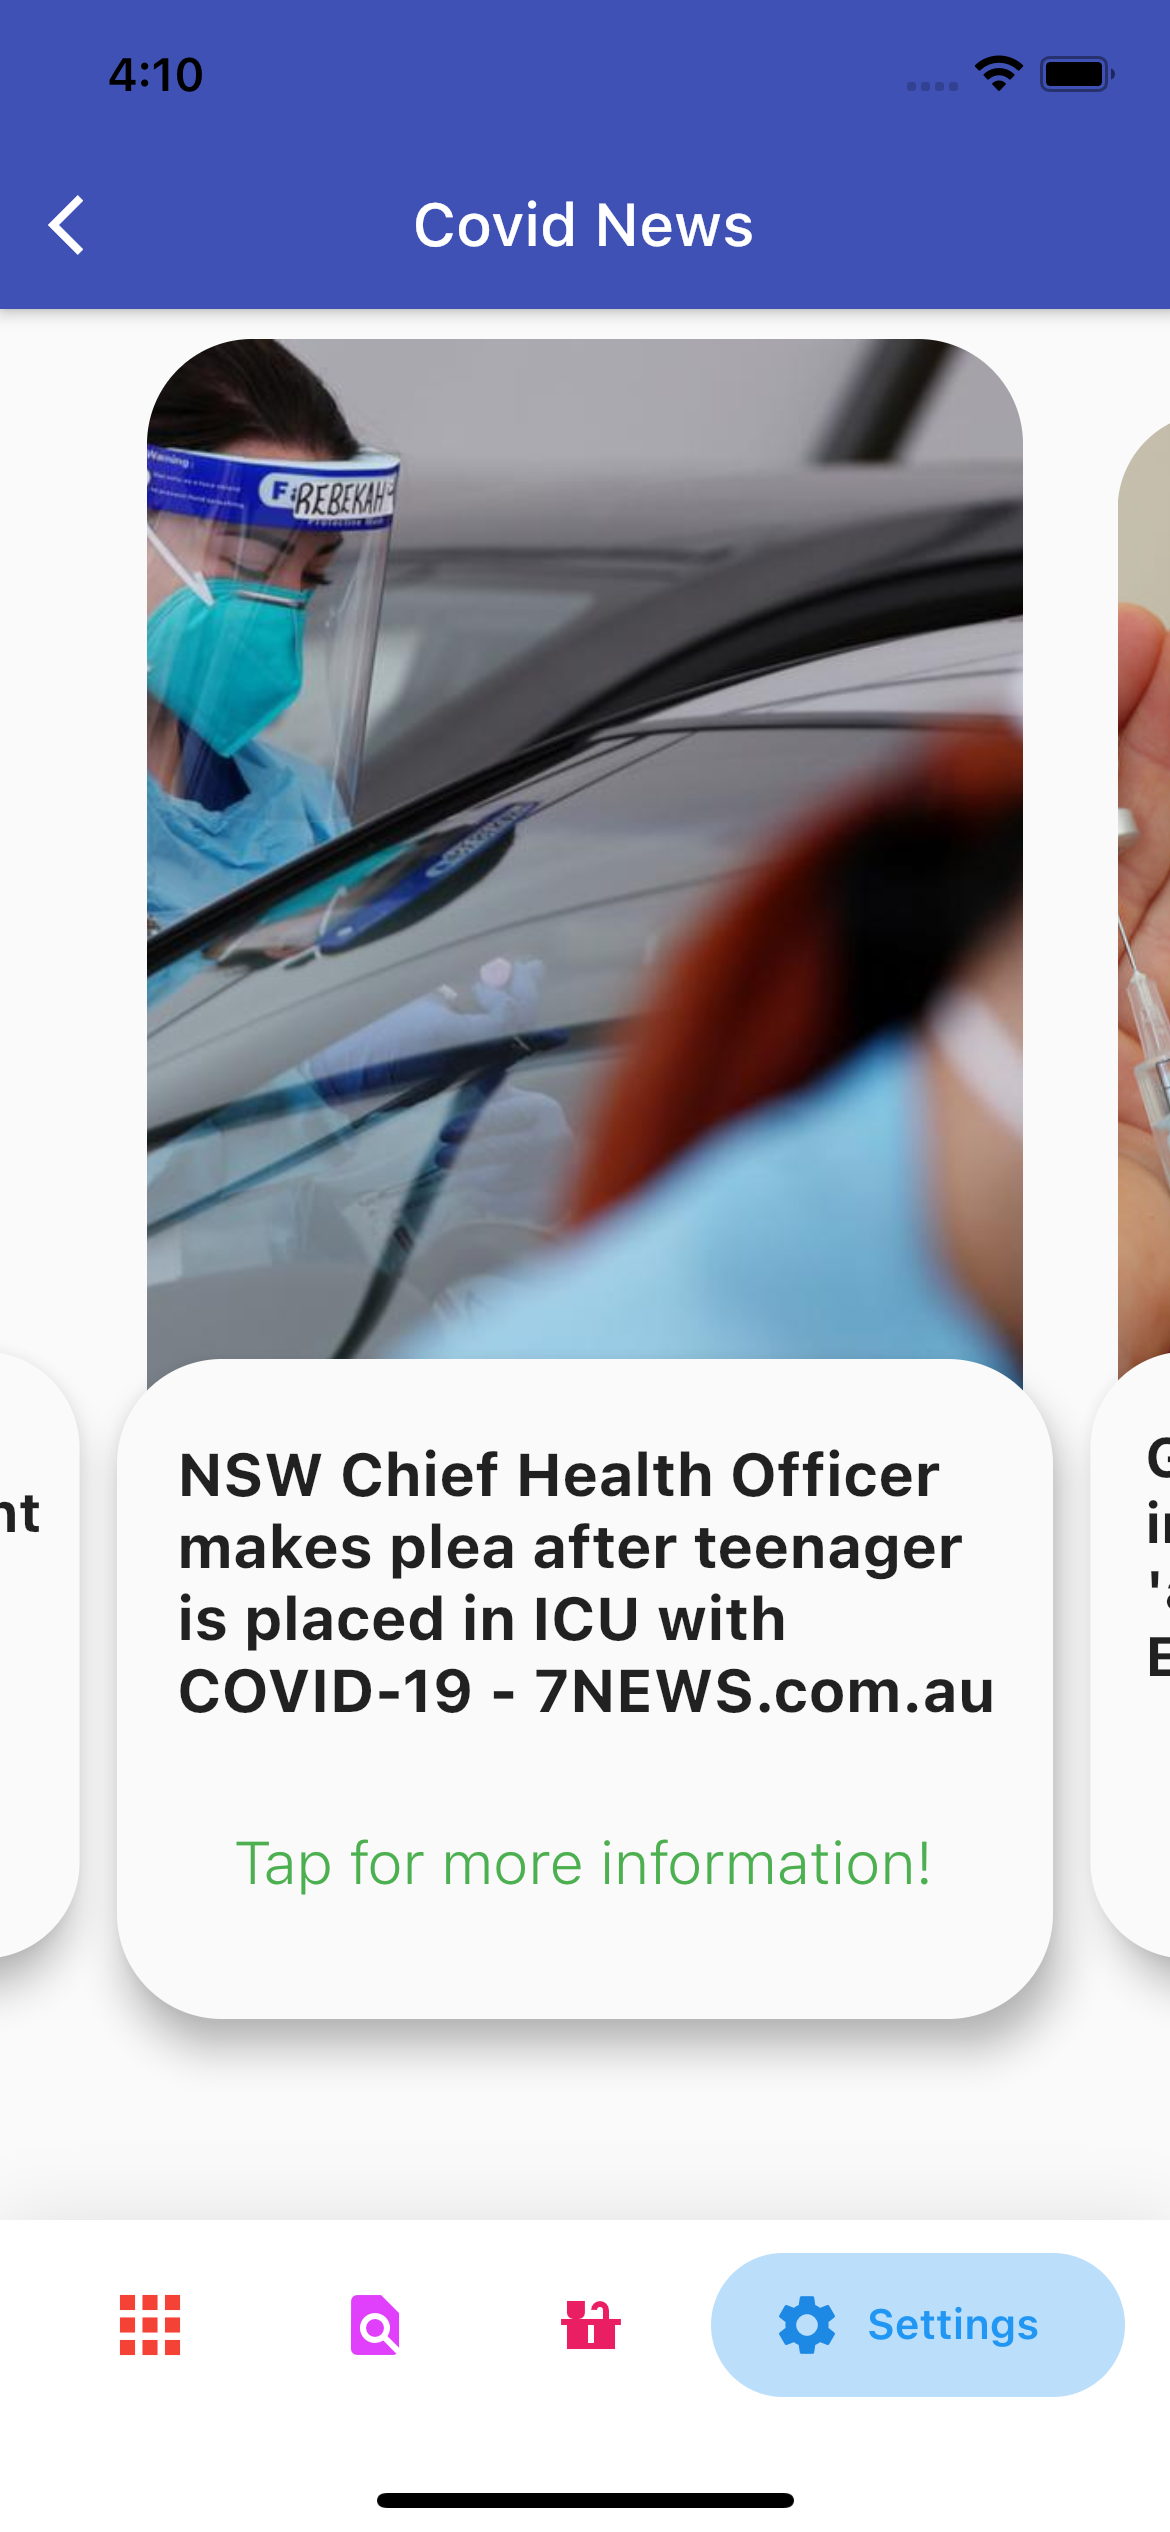 4:10
Covid News
Warning:
REBEKAH
NSW Chief Health Officer
makes plea after teenager
is placed in ICU with
COVID-19 - 7NEWS.com.au
Tap for more information!
nt
Settings